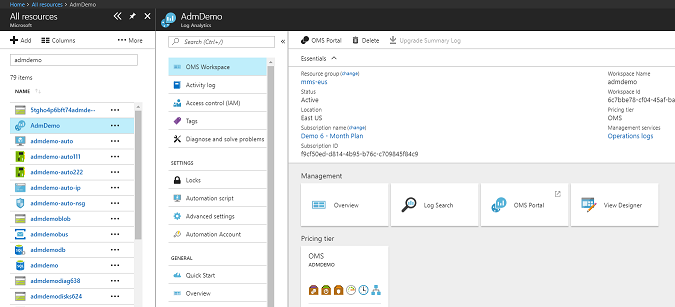 Home > All resources > AdmDemo
All resources
Microsoft
Add
Columns
More
admdemo
79 items
NAME
5tgho4p6bft74admde--
AdmDemo
admdemo-auto
admdemo-auto111
admdemo-auto222
admdemo-auto-ip
admdemo-auto-nsg
admdemoblob
admdemobus
admdemodb
admdemo
admdemodiag638
admdemodisks624
AdmDemo
Log Analytics
Search (Ctrl+/)
OMS Workspace
Activity log
Access control (IAM)
Tags
Diagnose and solve problems
SETTINGS
Locks
Automation script
Advanced settings
Automation Account
GENERAL
Quick Start
Overview
OMS Portal
Delete
Upgrade Summary Log
Essentials
Resource group (change)
mms-eus
Status
Active
Location
East US
Subscription name (change)
Demo 6 - Month Plan
Subscription ID
f9cf50ed-d814-4b95-b76c-c709845f84c9
Workspace Name
admdemo
Workspace Id
6c7bbe78-cf04-45af-ba
Pricing tier
OMS
Management services
Operations logs
Management
Overview
Log Search
OMS Portal
View Designer
Pricing tier
OMS
ADMDEMO